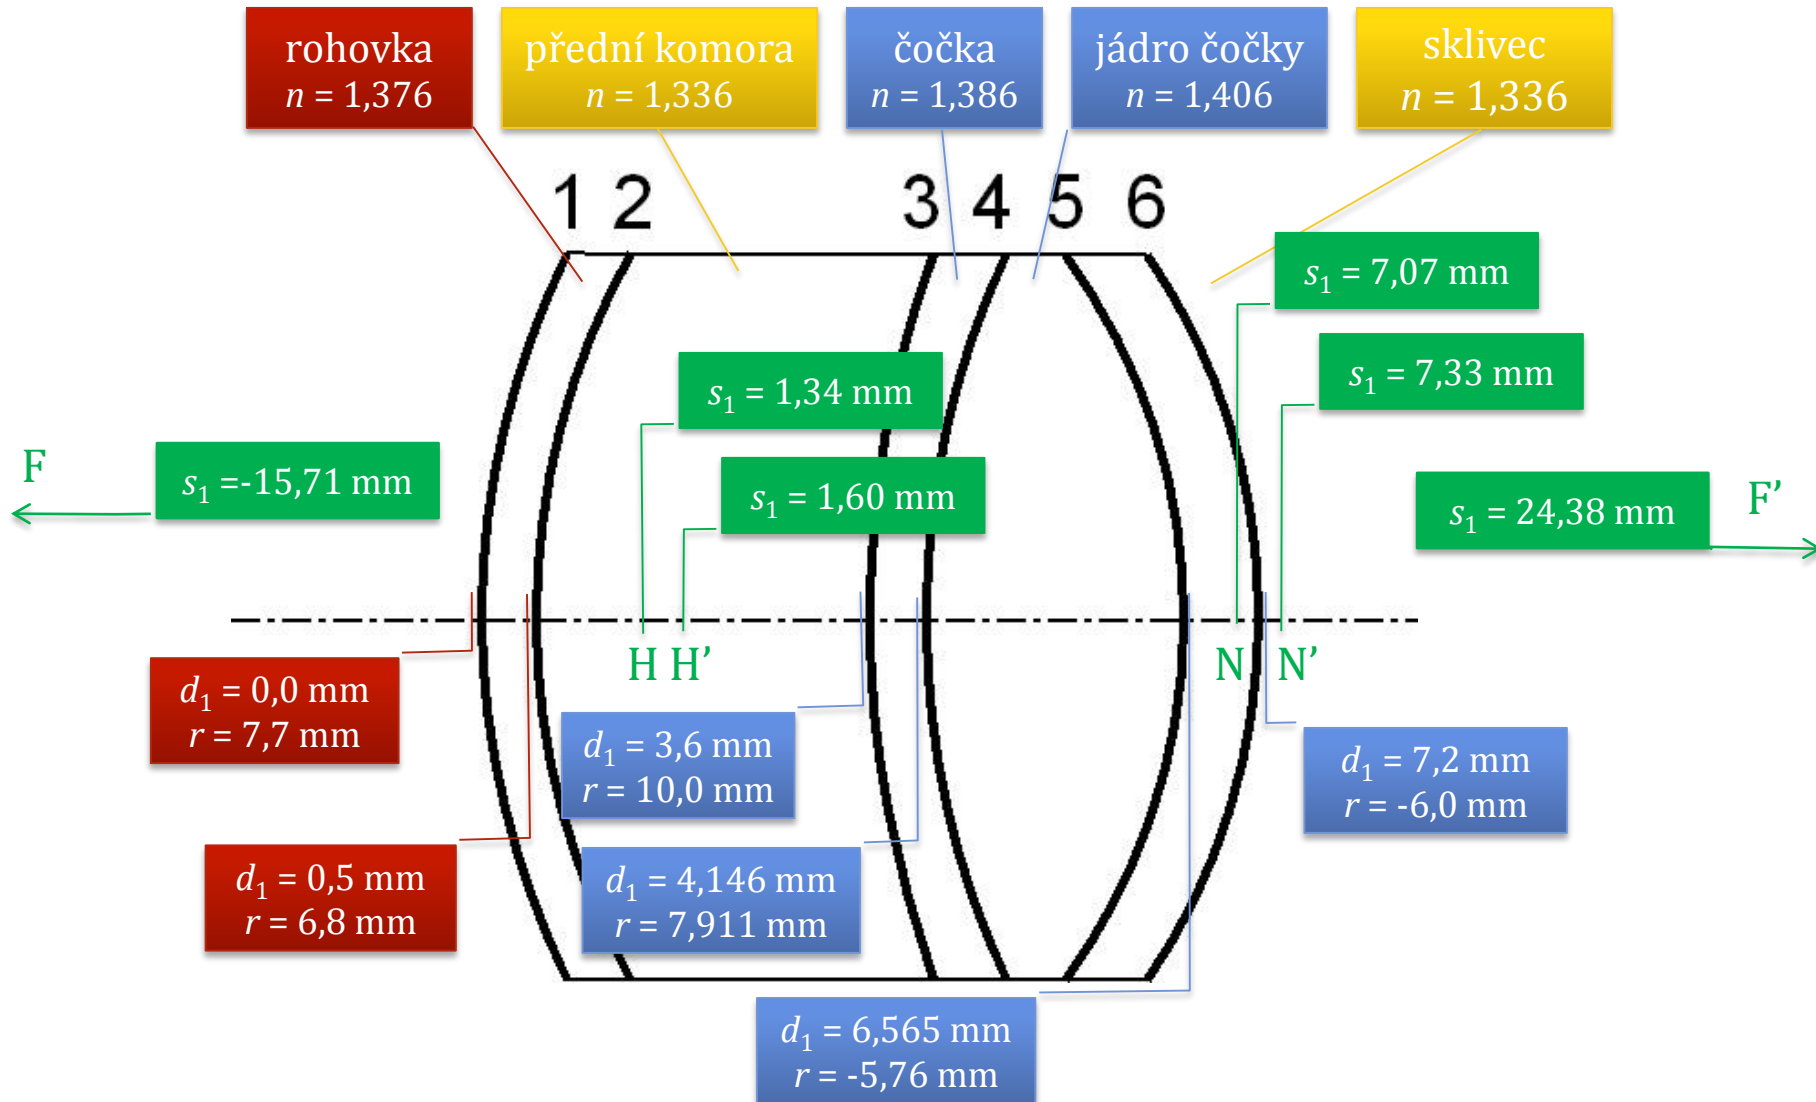 rohovka
n = 1,376
přední komora
n = 1,336
čočka
n = 1,386
jádro čočky
n = 1,406
sklivec
n = 1,336
1 2 3 4 5 6
s₁ = 7,07 mm
s₁ = 7,33 mm
s₁ = 1,34 mm
s₁ = 1,60 mm
F
s₁ =-15,71 mm
s₁ = 24,38 mm
F’
H H’
N N’
d₁ = 0,0 mm
r = 7,7 mm
d₁ = 3,6 mm
r = 10,0 mm
d₁ = 7,2 mm
r = -6,0 mm
d₁ = 0,5 mm
r = 6,8 mm
d₁ = 4,146 mm
r = 7,911 mm
d₁ = 6,565 mm
r = -5,76 mm